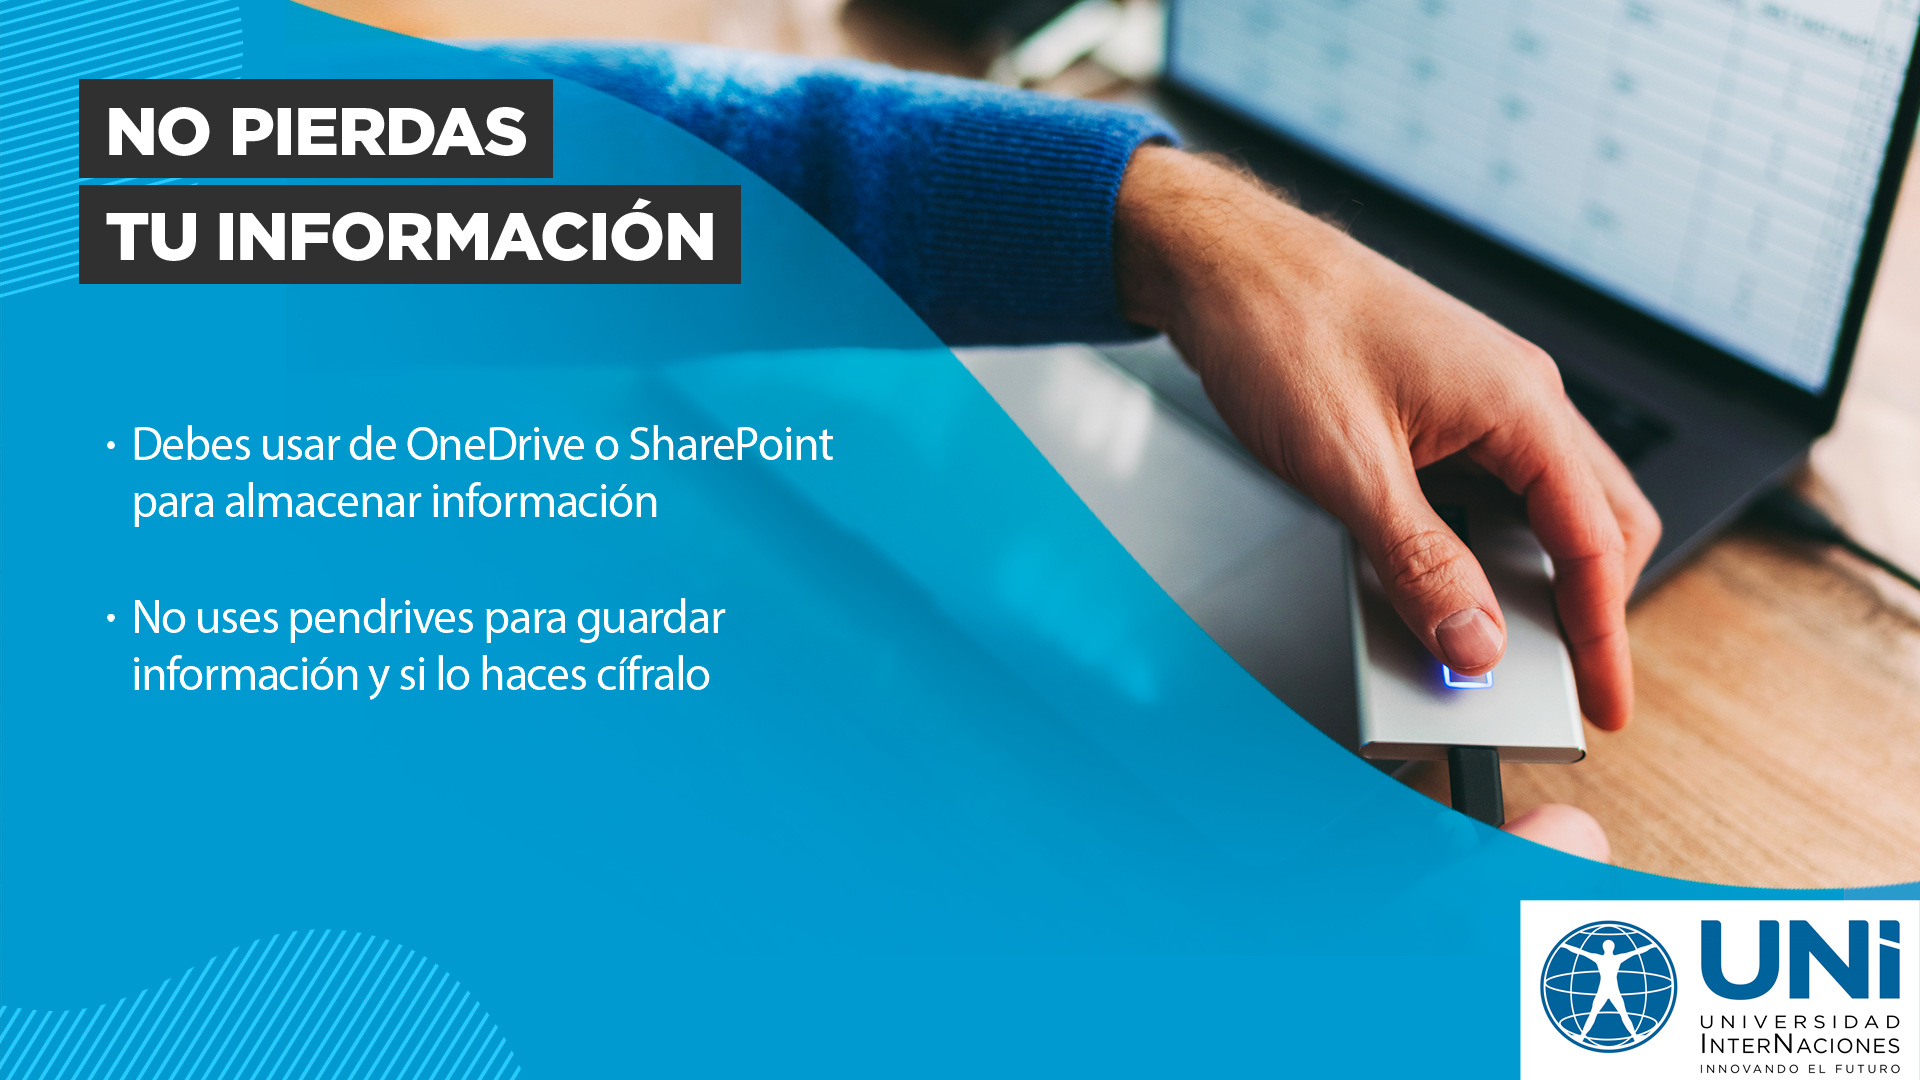 NO PIERDAS
TU INFORMACIÓN
• Debes usar de OneDrive o SharePoint
para almacenar información
• No uses pendrives para guardar
información y si lo haces cífralo
UNi
UNIVERSIDAD
INTERNACIONES
INNOVANDO EL FUTURO